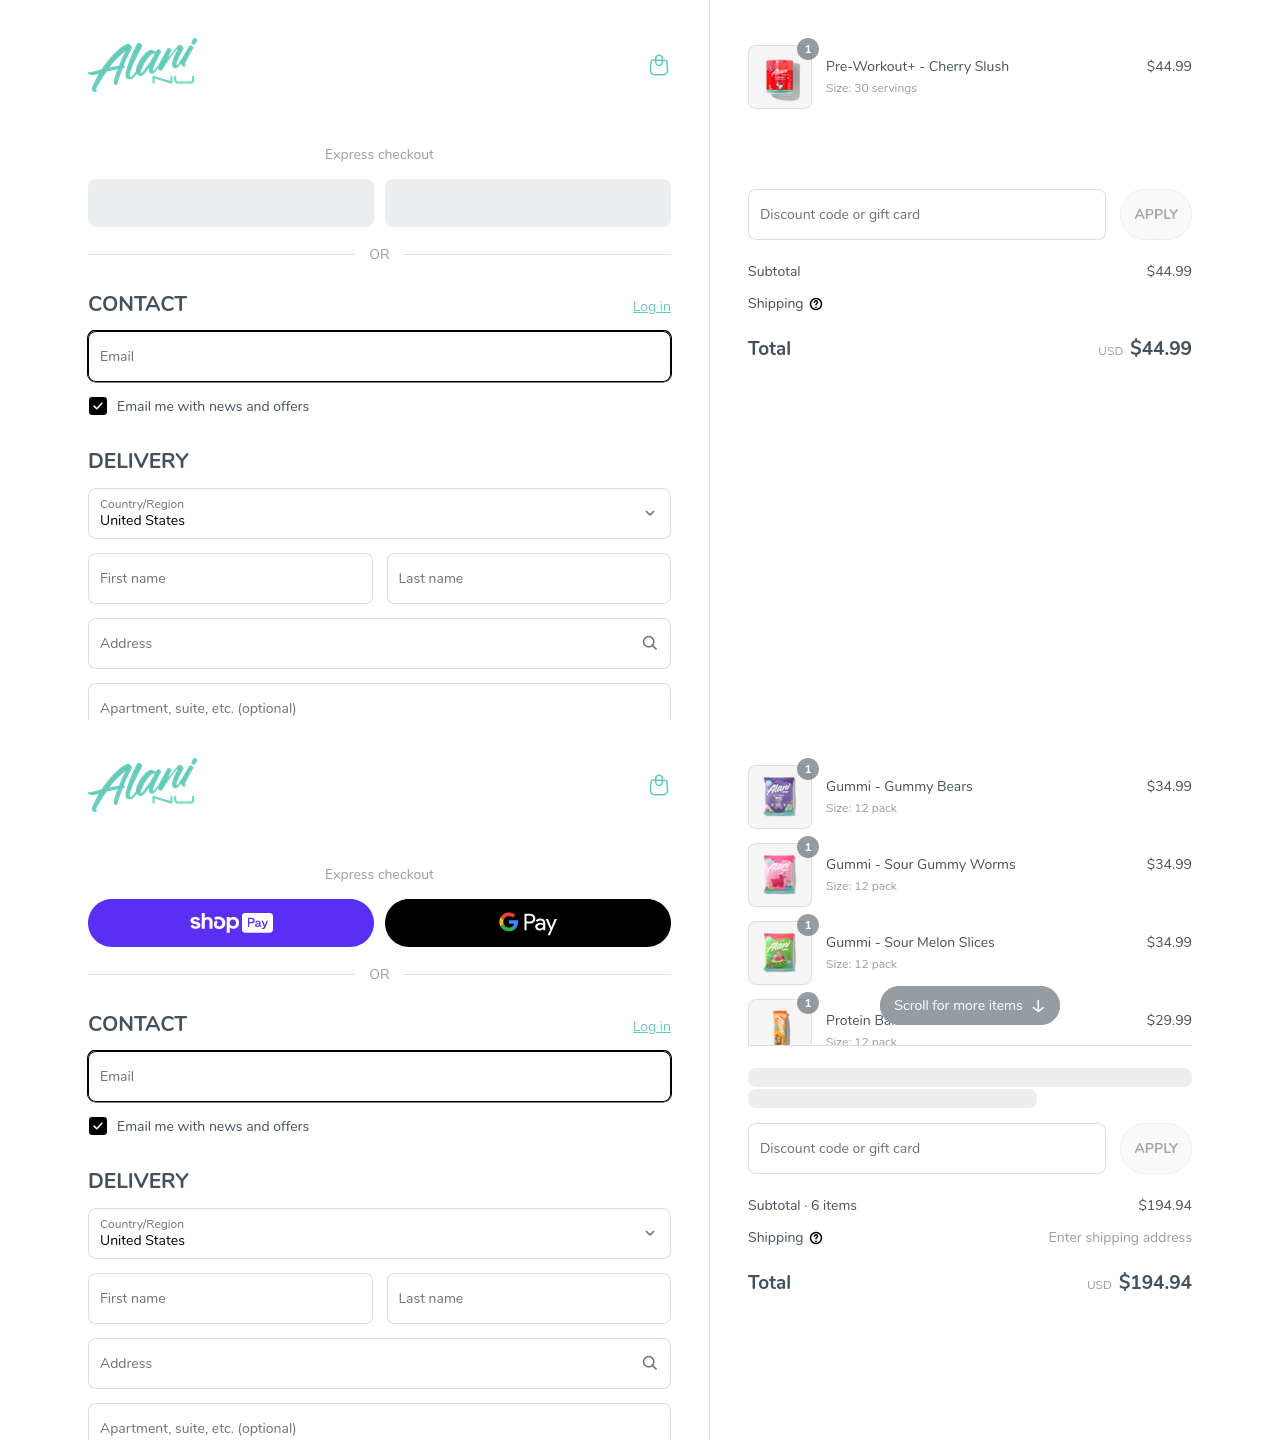 Alani
NU
Express checkout
OR
CONTACT
Log in
Email
Email me with news and offers
DELIVERY
Country/Region
United States
First name
Last name
Address
Apartment, suite, etc. (optional)
1
Pre-Workout+ - Cherry Slush
$44.99
Size: 30 servings
Discount code or gift card
APPLY
Subtotal
$44.99
Shipping
Total
USD $44.99
Alani
NU
Express checkout
shop Pay
G Pay
OR
CONTACT
Log in
Email
Email me with news and offers
DELIVERY
Country/Region
United States
First name
Last name
Address
Apartment, suite, etc. (optional)
Alani
1
Gummi - Gummy Bears
$34.99
Size: 12 pack
Alani
1
Gummi - Sour Gummy Worms
$34.99
Size: 12 pack
Alani
1
Gummi - Sour Melon Slices
$34.99
Size: 12 pack
1
Protein Ba
$29.99
Size: 12 pack
Scroll for more items
Discount code or gift card
APPLY
Subtotal · 6 items
$194.94
Shipping
Enter shipping address
Total
USD $194.94